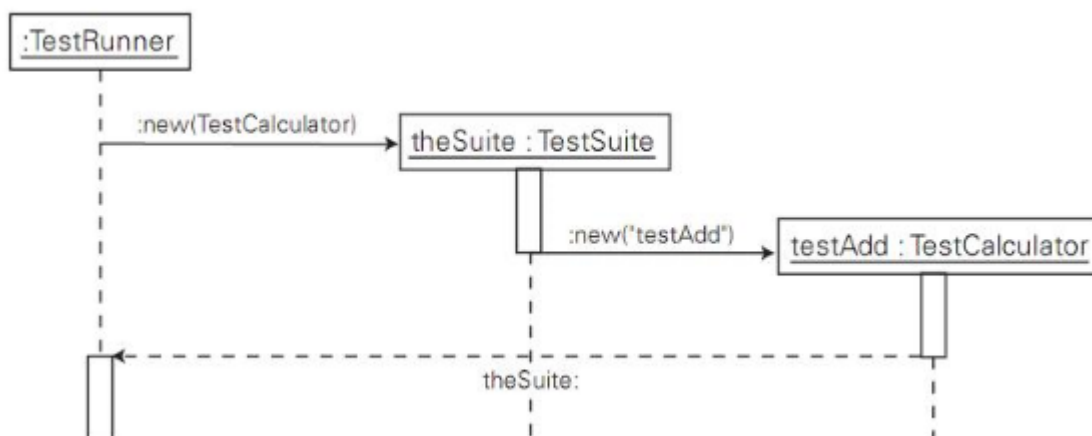 :TestRunner
:new(TestCalculator)
theSuite : TestSuite
:new("testAdd")
testAdd : TestCalculator
theSuite: